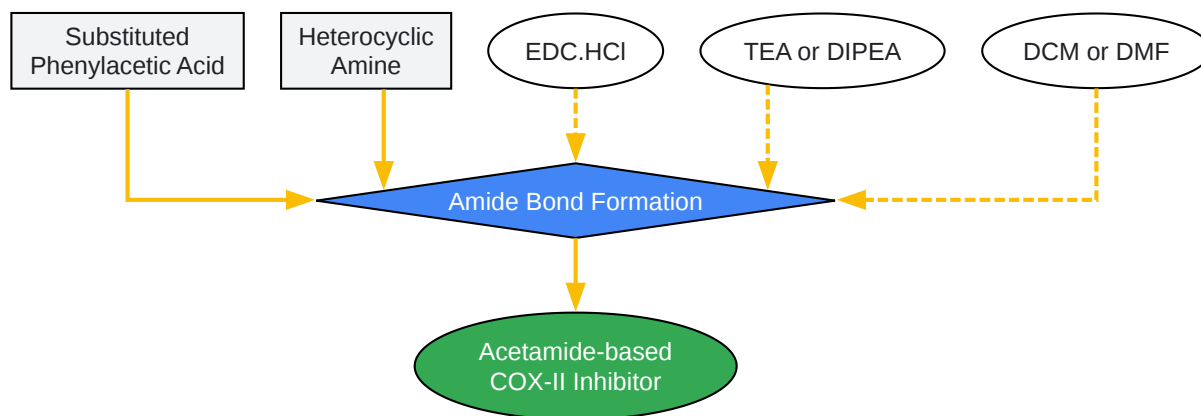 Substituted
Phenylacetic Acid
Heterocyclic
Amine
EDC.HCl
TEA or DIPEA
DCM or DMF
Amide Bond Formation
Acetamide-based
COX-II Inhibitor